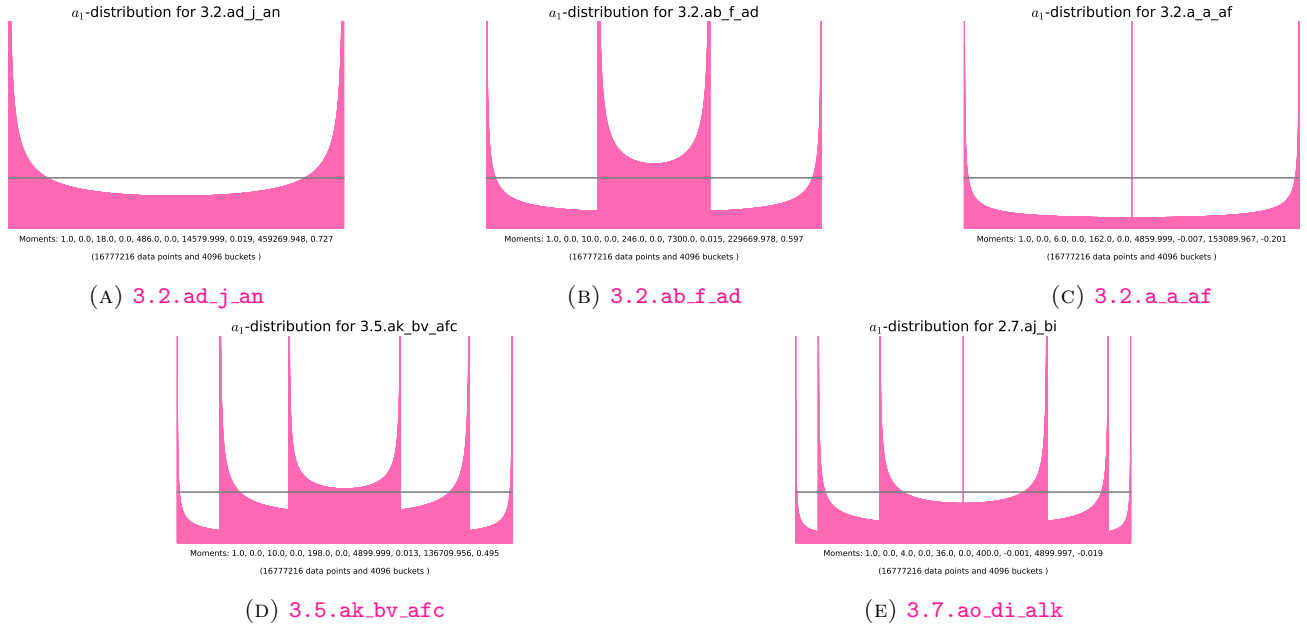 a₁-distribution for 3.2.ad_j_an
Moments: 1.0, 0.0, 18.0, 0.0, 486.0, 0.0, 14579.999, 0.019, 459269.948, 0.727
(16777216 data points and 4096 buckets )
(A) 3.2.ad_j_an
a₁-distribution for 3.2.ab_f_ad
Moments: 1.0, 0.0, 10.0, 0.0, 246.0, 0.0, 7300.0, 0.015, 229669.978, 0.597
(16777216 data points and 4096 buckets )
(B) 3.2.ab_f_ad
a₁-distribution for 3.2.a_a_af
Moments: 1.0, 0.0, 6.0, 0.0, 162.0, 0.0, 4859.999, -0.007, 153089.967, -0.201
(16777216 data points and 4096 buckets )
(C) 3.2.a_a_af
a₁-distribution for 3.5.ak_bv_afc
Moments: 1.0, 0.0, 10.0, 0.0, 198.0, 0.0, 4899.999, 0.013, 136709.956, 0.495
(16777216 data points and 4096 buckets )
(D) 3.5.ak_bv_afc
a₁-distribution for 2.7.aj_bi
Moments: 1.0, 0.0, 4.0, 0.0, 36.0, 0.0, 400.0, -0.001, 4899.997, -0.019
(16777216 data points and 4096 buckets )
(E) 3.7.ao_di_alk